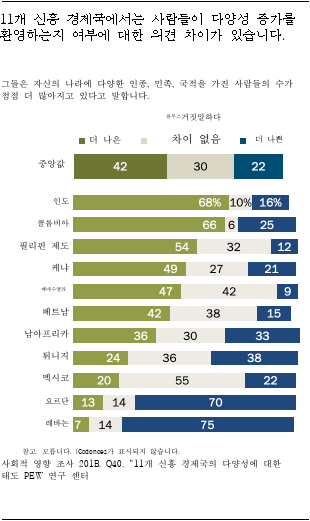 11개 신흥 경제국에서는 사람들이 다양성 증가를
환영하는지 여부에 대한 의견 차이가 있습니다.
그들은 자신의 나라에 다양한 인종, 민족, 국적을 가진 사람들의 수가
점점 더 많아지고 있다고 말합니다.
거짓말하다
더 나은 차이 없음 더 나쁜
중앙값 42 30 22
인도 68% 10% 16%
콜롬비아 66 6 25
필리핀 제도 54 32 12
케냐 49 27 21
베네수엘라 47 42 9
베트남 42 38 15
남아프리카 36 30 33
튀니지 24 36 38
멕시코 20 55 22
요르단 13 14 70
레바논 7 14 75
참고: 모릅니다. 가 표시되지 않습니다.
사회적 영향 조사 201B. Q40. "11개 신흥 경제국의 다양성에 대한
태도 PEW 연구 센터